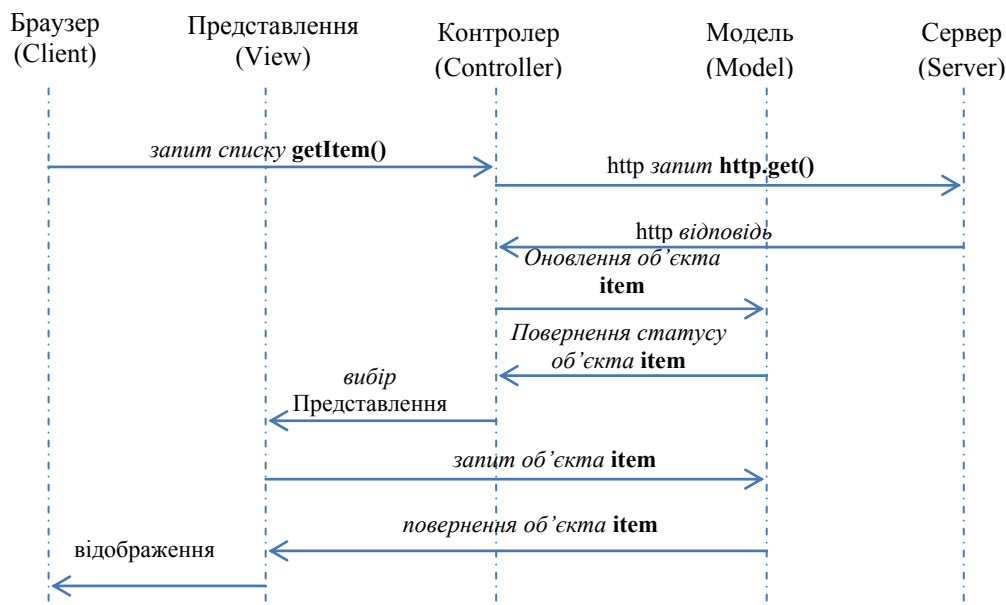 Браузер
(Client)
Представлення
(View)
Контролер
(Controller)
Модель
(Model)
Сервер
(Server)
запит списку getItem()
http запит http.get()
http відповідь
Оновлення об’єкта
item
Повернення статусу
об’єкта item
вибір
Представлення
запит об’єкта item
повернення об’єкта item
відображення